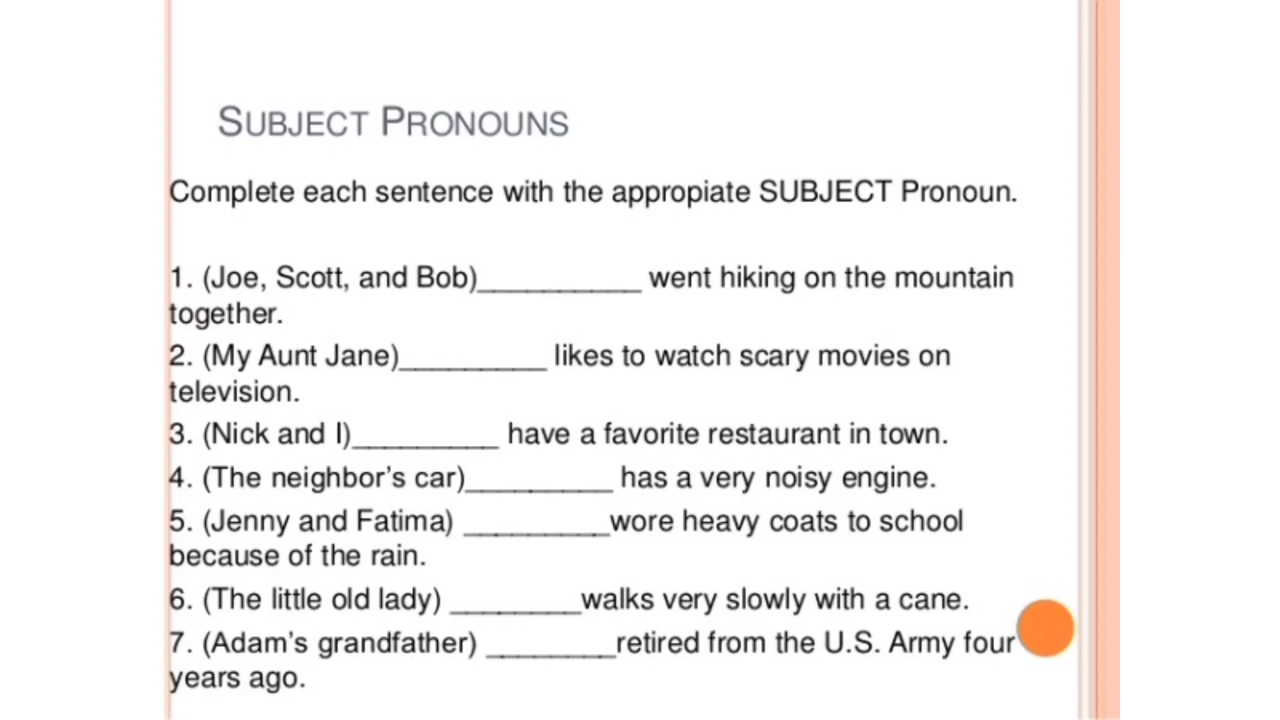 SUBJECT PRONOUNS
Complete each sentence with the appropiate SUBJECT Pronoun.
1. (Joe, Scott, and Bob)__________ went hiking on the mountain
together.
2. (My Aunt Jane)_________ likes to watch scary movies on
television.
3. (Nick and I)_________ have a favorite restaurant in town.
4. (The neighbor's car)_________ has a very noisy engine.
5. (Jenny and Fatima) _________wore heavy coats to school
because of the rain.
6. (The little old lady) ________walks very slowly with a cane.
7. (Adam's grandfather) ________retired from the U.S. Army four
years ago.